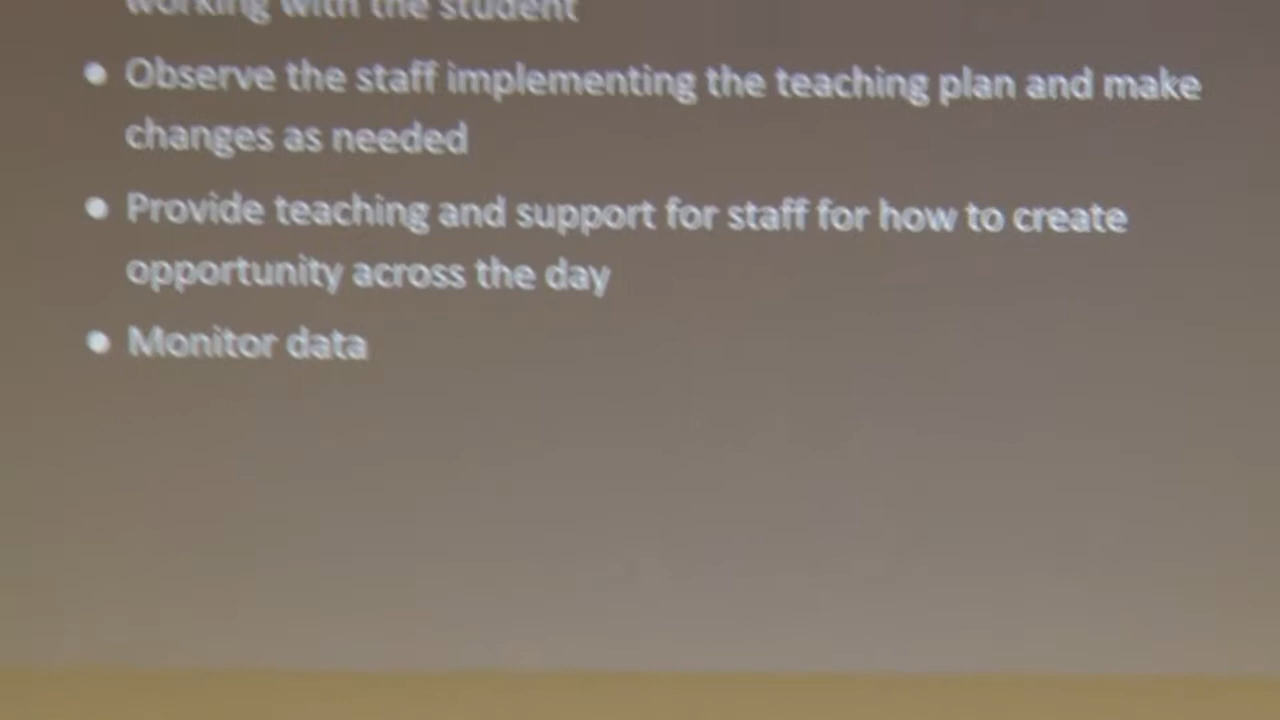 working with the student
• Observe the staff implementing the teaching plan and make
changes as needed
• Provide teaching and support for staff for how to create
opportunity across the day
• Monitor data